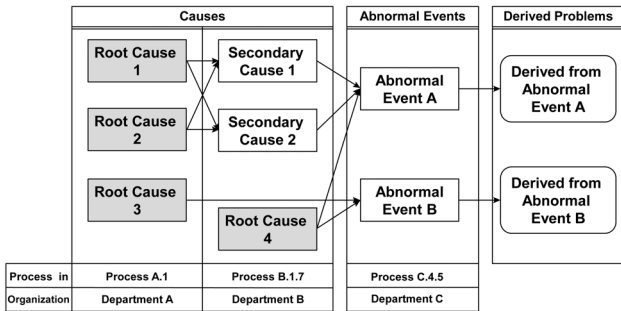 Causes
Abnormal Events
Derived Problems
Root Cause
1
Secondary
Cause 1
Abnormal
Event A
Derived from
Abnormal
Event A
Root Cause
2
Secondary
Cause 2
Root Cause
3
Abnormal
Event B
Derived from
Abnormal
Event B
Root Cause
4
Process in
Process A.1
Process B.1.7
Process C.4.5
Organization
Department A
Department B
Department C